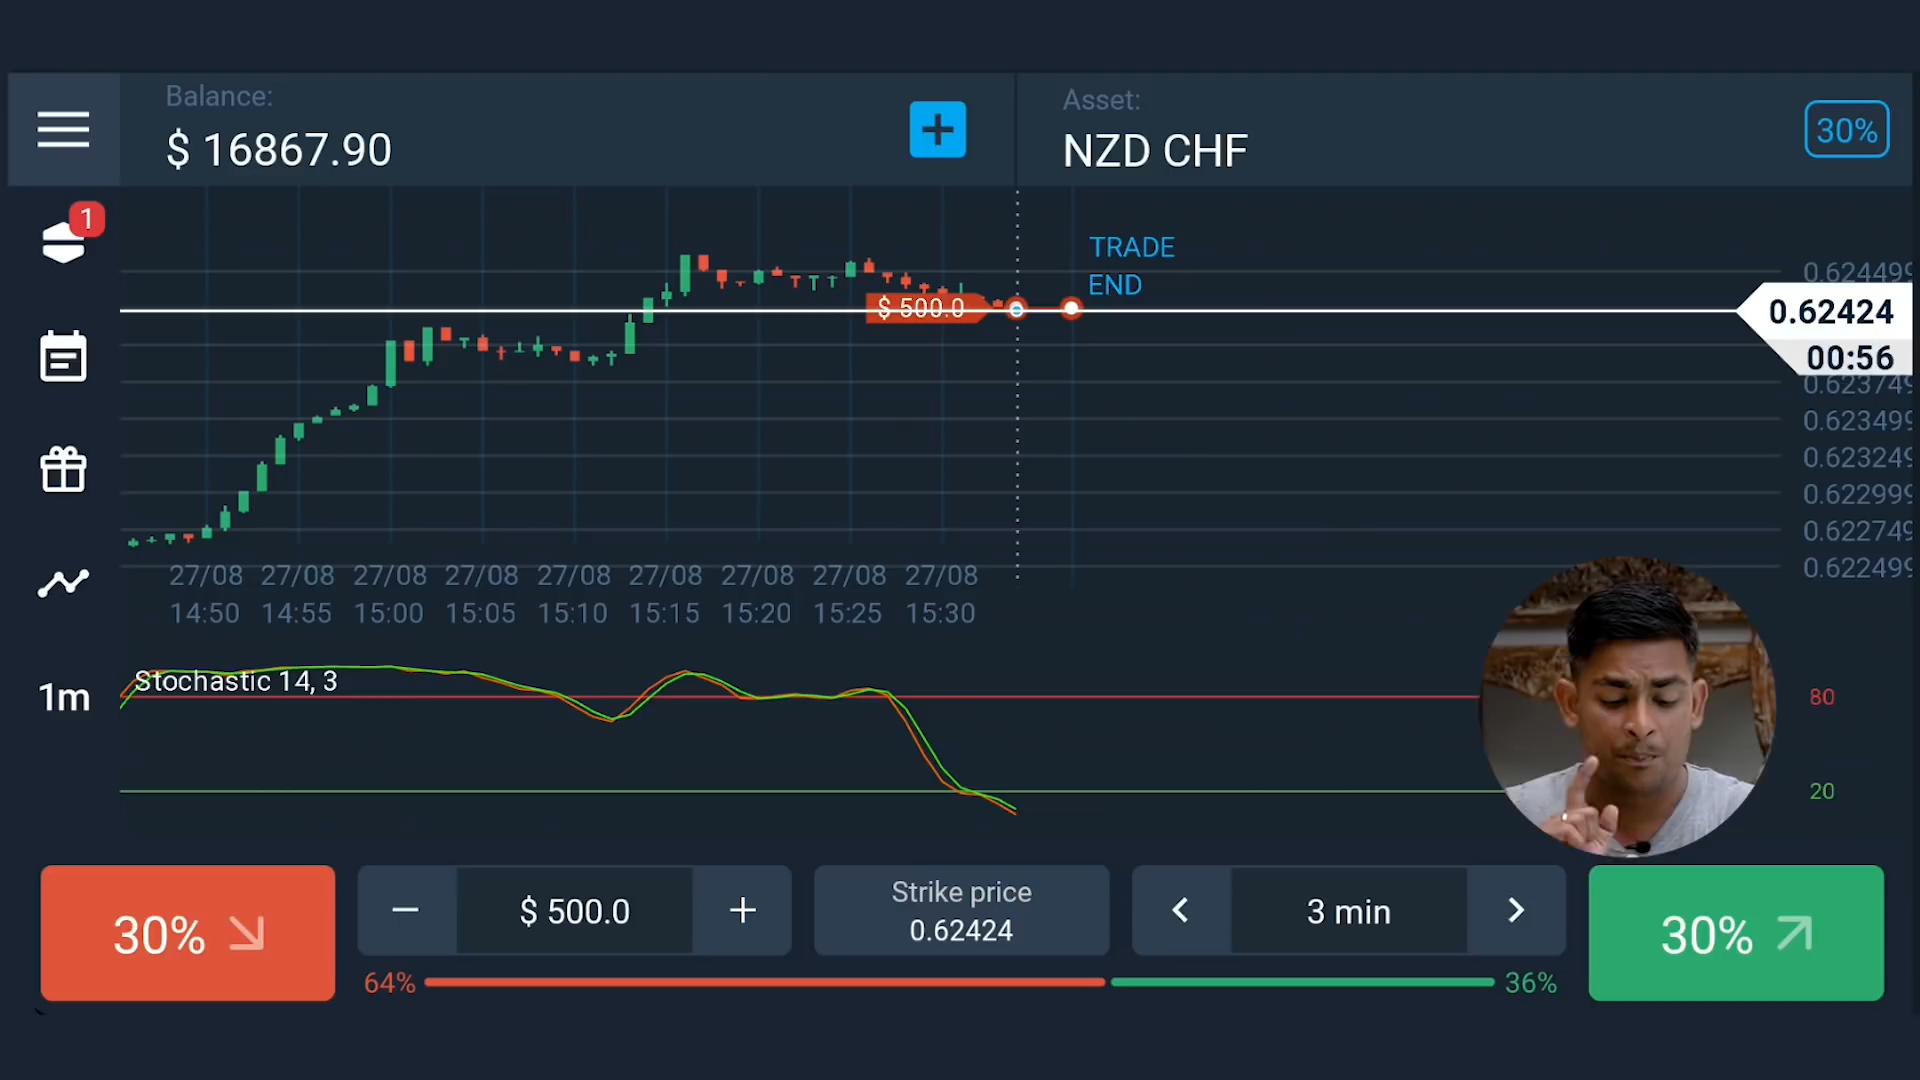 Balance:
$ 16867.90
Asset:
NZD CHF
30%
1
TRADE
END
$ 500.0
0.624499
0.62424
00:56
0.623749
0.623499
0.623249
0.622999
0.622749
0.622499
27/08 27/08 27/08 27/08 27/08 27/08 27/08 27/08 27/08
14:50 14:55 15:00 15:05 15:10 15:15 15:20 15:25 15:30
Stochastic 14, 3
1m
80
20
30%
$ 500.0
Strike price
0.62424
3 min
30%
64%
36%